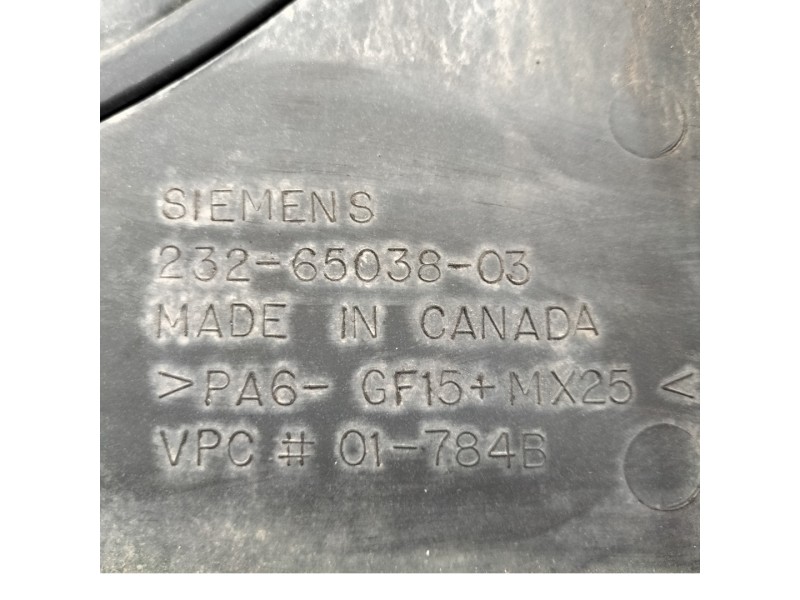 SIEMENS
232-65038-03
MADE IN CANADA
>PA6- GF15+MX25<
VPC # 01-784B